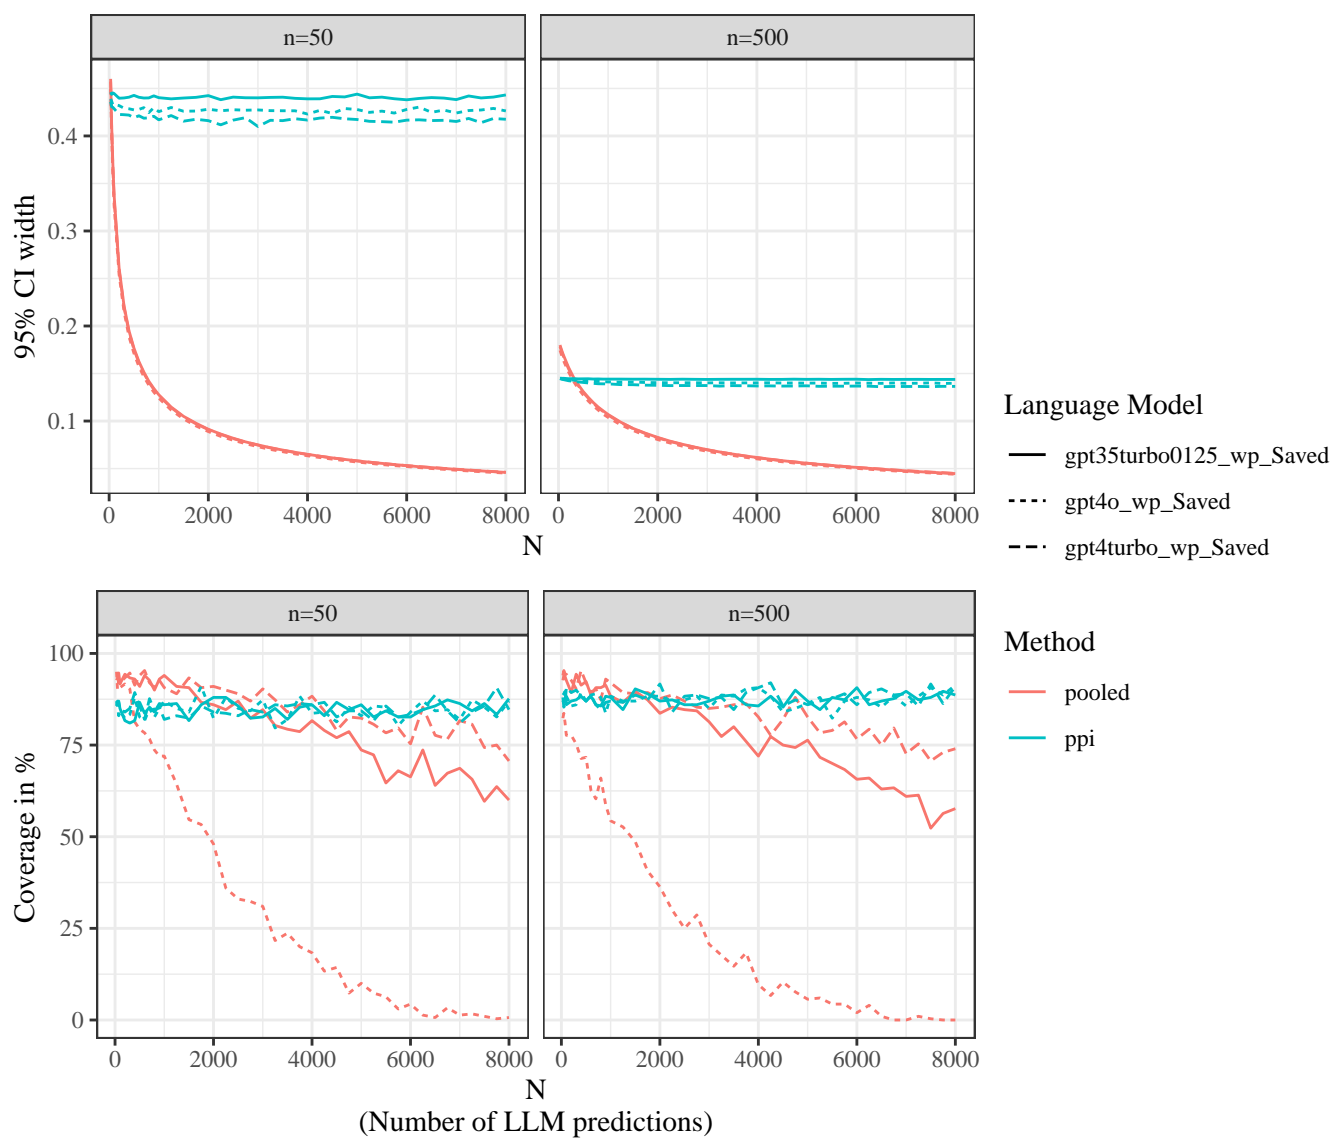 n=50
n=500
95% CI width
0.4
0.3
0.2
0.1
0
2000
4000
6000
8000
0
2000
4000
6000
8000
N
Language Model
gpt35turbo0125_wp_Saved
gpt4o_wp_Saved
gpt4turbo_wp_Saved
Method
pooled
ppi
n=50
n=500
Coverage in %
100
75
50
25
0
0
2000
4000
6000
8000
0
2000
4000
6000
8000
N
(Number of LLM predictions)